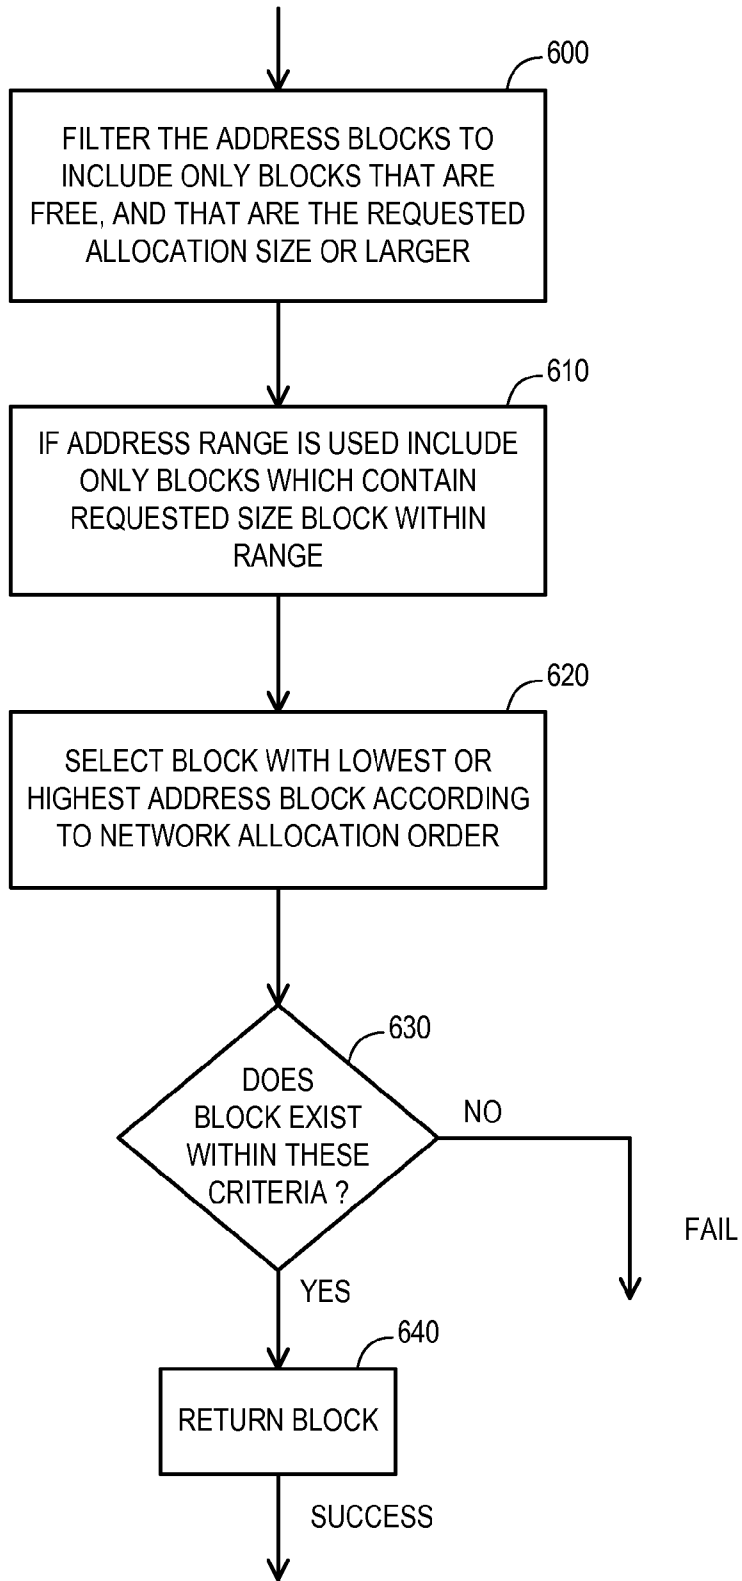 600
FILTER THE ADDRESS BLOCKS TO
INCLUDE ONLY BLOCKS THAT ARE
FREE, AND THAT ARE THE REQUESTED
ALLOCATION SIZE OR LARGER
610
IF ADDRESS RANGE IS USED INCLUDE
ONLY BLOCKS WHICH CONTAIN
REQUESTED SIZE BLOCK WITHIN
RANGE
620
SELECT BLOCK WITH LOWEST OR
HIGHEST ADDRESS BLOCK ACCORDING
TO NETWORK ALLOCATION ORDER
630
DOES
BLOCK EXIST
WITHIN THESE
CRITERIA ?
NO
FAIL
YES
640
RETURN BLOCK
SUCCESS